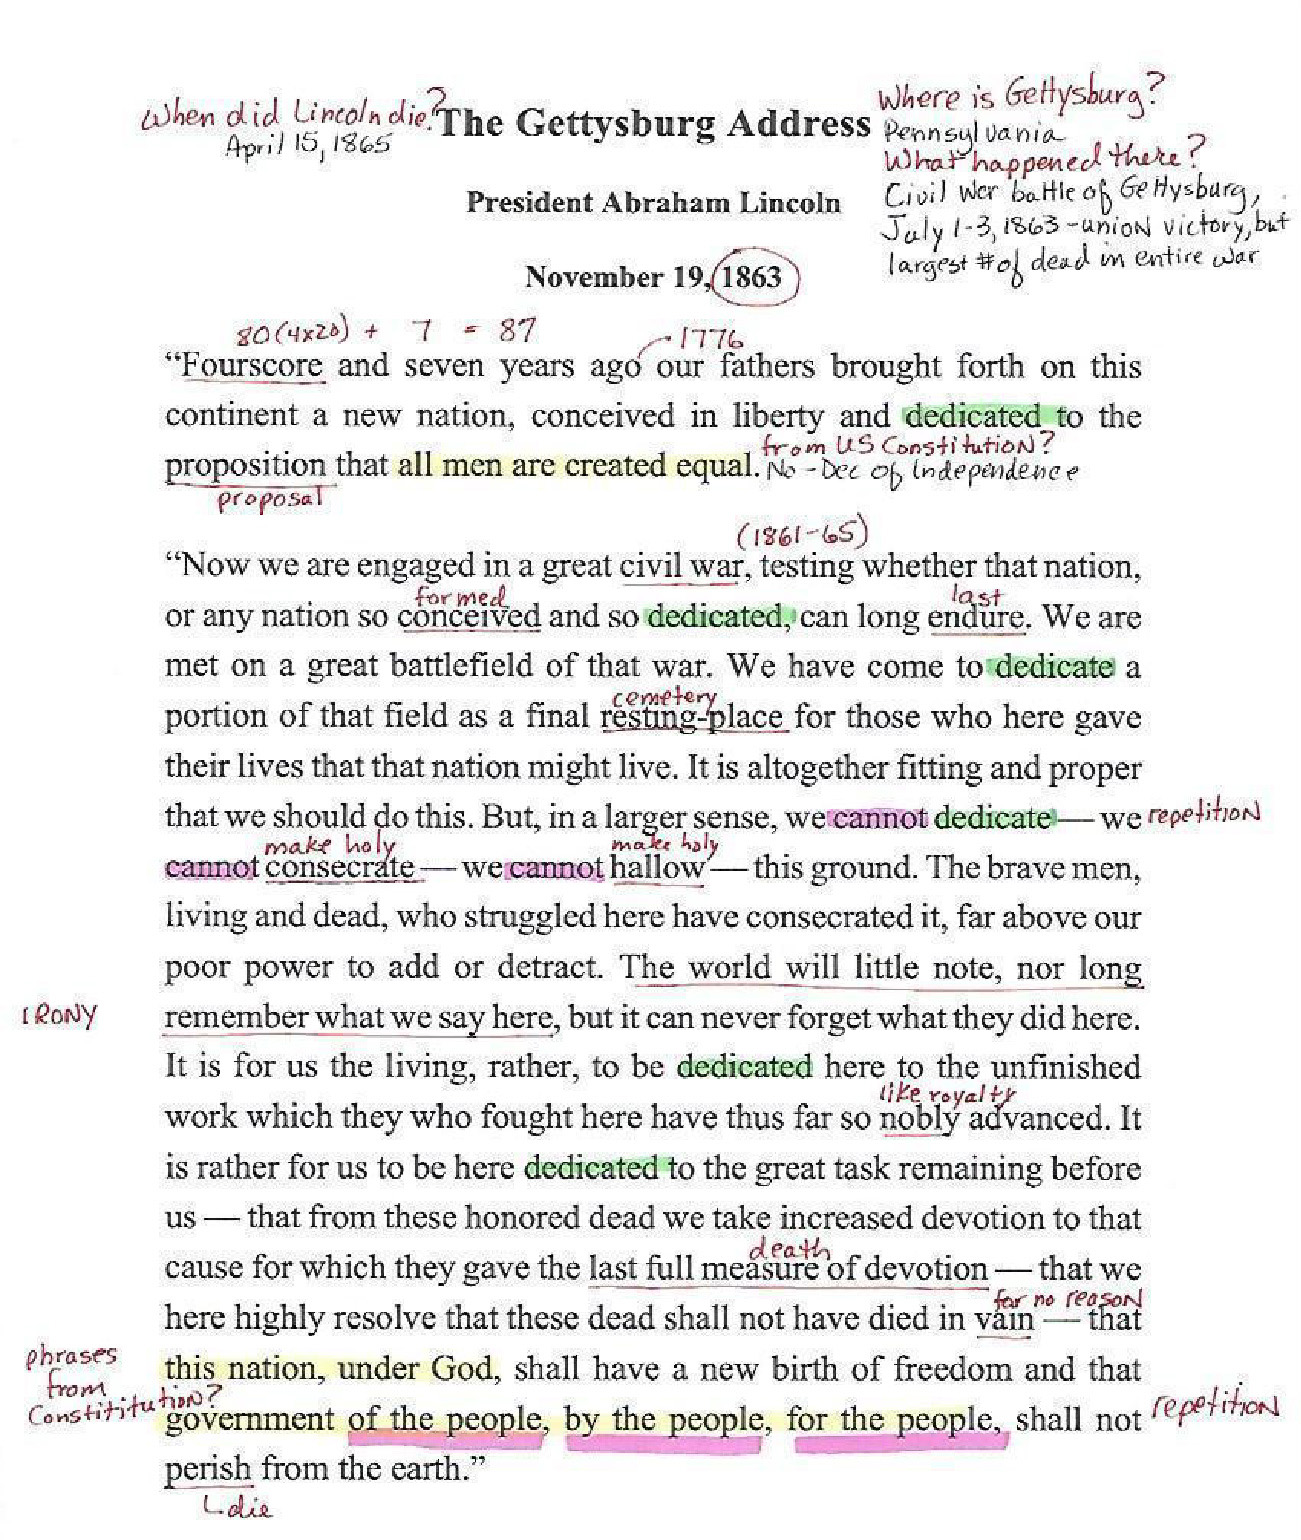 When did Lincoln die?
April 15, 1865
The Gettysburg Address
Where is Gettysburg?
Pennsylvania
What happened there?
Civil War battle of Gettysburg,
July 1-3, 1863 - union victory, but
largest # of dead in entire war
President Abraham Lincoln
November 19, 1863
80 (4x20) + 7 = 87
1776
“Fourscore and seven years ago our fathers brought forth on this
continent a new nation, conceived in liberty and dedicated to the
from US Constitution?
proposition that all men are created equal.
No - Dec of Independence
proposal
(1861-65)
“Now we are engaged in a great civil war, testing whether that nation,
formed
last
or any nation so conceived and so dedicated, can long endure. We are
met on a great battlefield of that war. We have come to dedicate a
cemetery
portion of that field as a final resting-place for those who here gave
their lives that that nation might live. It is altogether fitting and proper
that we should do this. But, in a larger sense, we cannot dedicate — we
repetition
make holy
make holy
cannot consecrate — we cannot hallow — this ground. The brave men,
living and dead, who struggled here have consecrated it, far above our
poor power to add or detract. The world will little note, nor long
IRONY
remember what we say here, but it can never forget what they did here.
It is for us the living, rather, to be dedicated here to the unfinished
like royalty
work which they who fought here have thus far so nobly advanced. It
is rather for us to be here dedicated to the great task remaining before
us — that from these honored dead we take increased devotion to that
death
cause for which they gave the last full measure of devotion — that we
for no reason
here highly resolve that these dead shall not have died in vain — that
phrases
from
Constititution?
this nation, under God, shall have a new birth of freedom and that
government of the people, by the people, for the people, shall not
repetition
perish from the earth.”
die